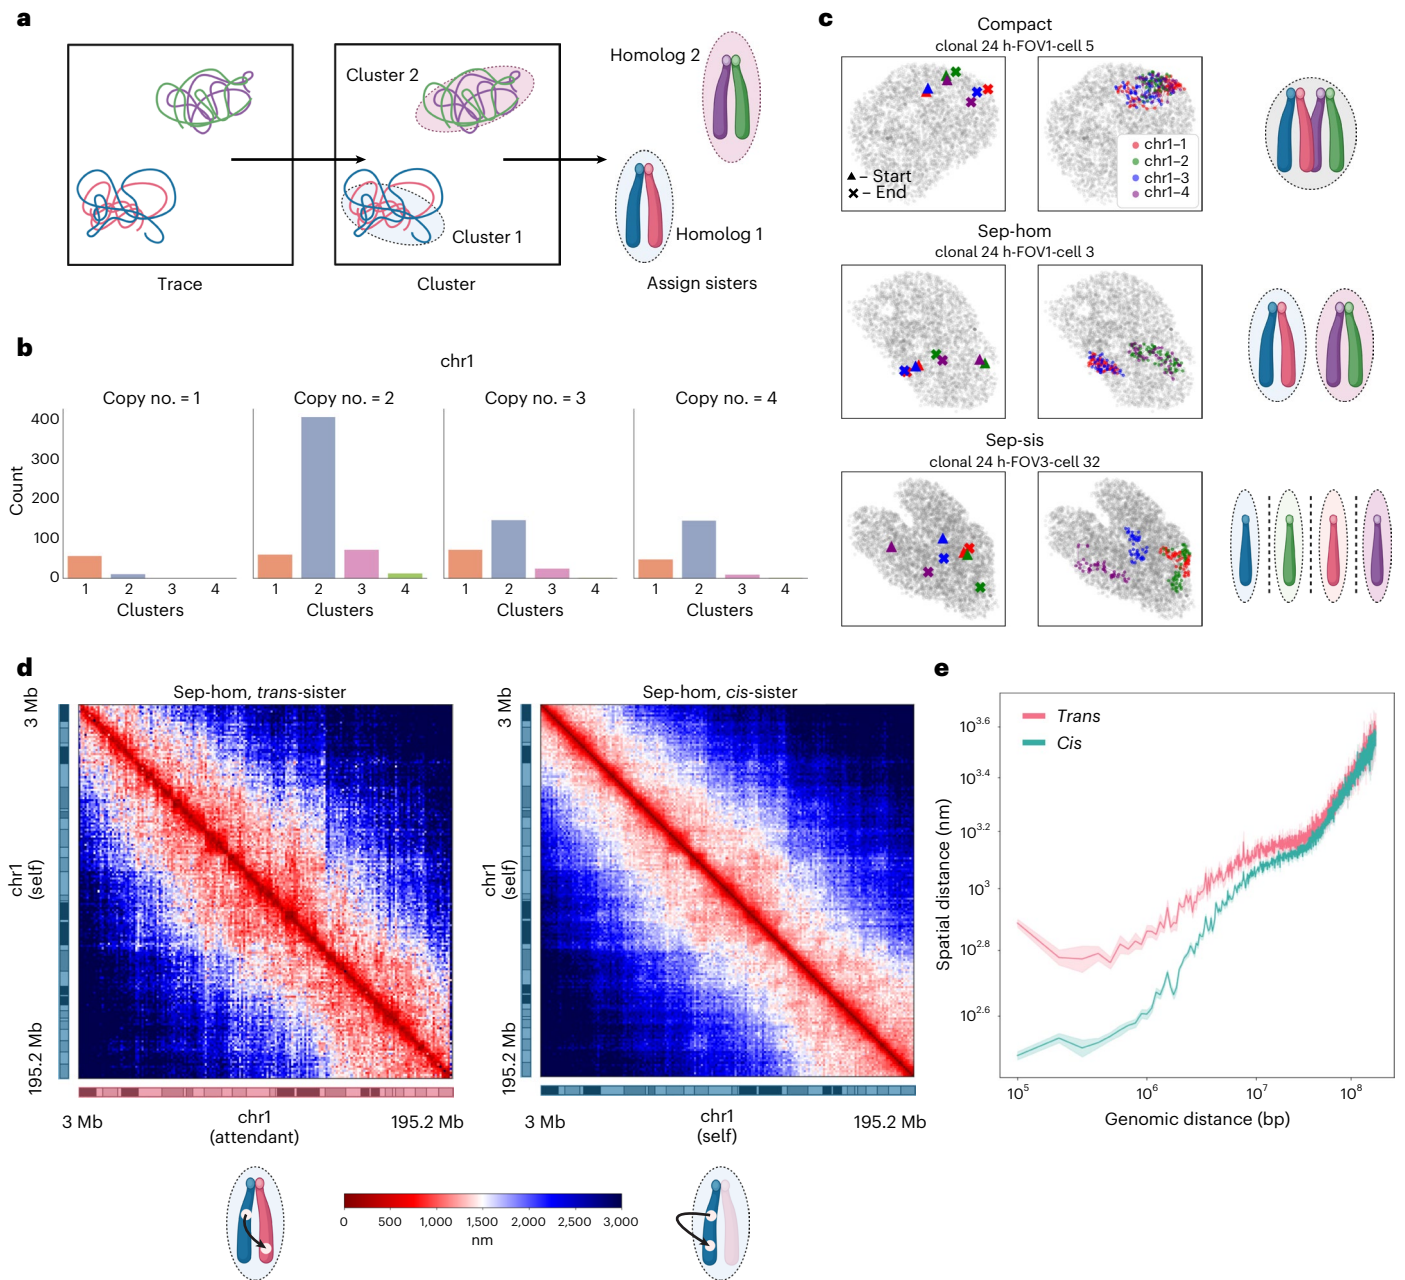 a
Homolog 2
Cluster 2
Cluster 1
Homolog 1
Trace
Cluster
Assign sisters
b
chr1
Copy no. = 1
Copy no. = 2
Copy no. = 3
Copy no. = 4
Count
400
300
200
100
0
1 2 3 4
1 2 3 4
1 2 3 4
1 2 3 4
Clusters
Clusters
Clusters
Clusters
c
Compact
clonal 24 h-FOV1-cell 5
– Start
– End
chr1–1
chr1–2
chr1–3
chr1–4
Sep-hom
clonal 24 h-FOV1-cell 3
Sep-sis
clonal 24 h-FOV3-cell 32
d
Sep-hom, trans-sister
3 Mb
chr1
(self)
195.2 Mb
3 Mb
chr1
(attendant)
195.2 Mb
Sep-hom, cis-sister
3 Mb
chr1
(self)
195.2 Mb
3 Mb
chr1
(self)
195.2 Mb
0 500 1,000 1,500 2,000 2,500 3,000
nm
e
Trans
Cis
Spatial distance (nm)
10^3.6
10^3.4
10^3.2
10^3
10^2.8
10^2.6
10^5 10^6 10^7 10^8
Genomic distance (bp)